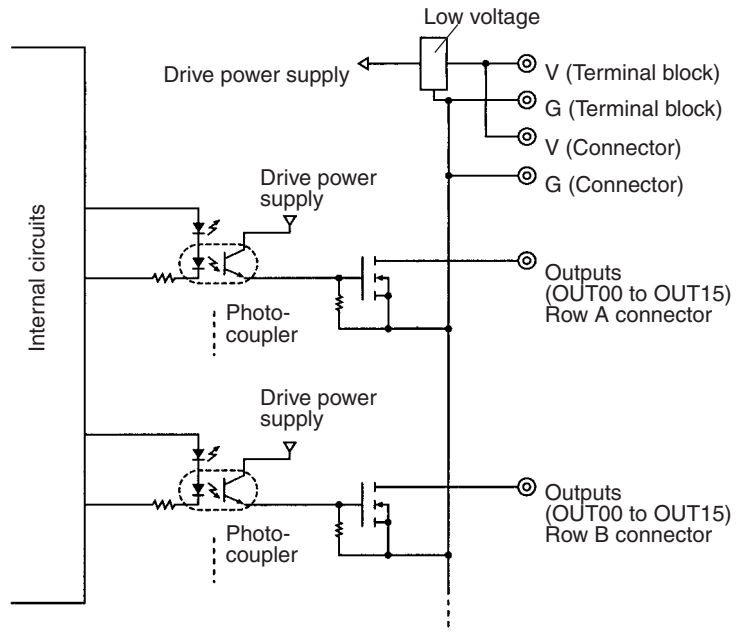 Low voltage
Drive power supply
V (Terminal block)
G (Terminal block)
V (Connector)
G (Connector)
Internal circuits
Drive power
supply
Photo-
coupler
Outputs
(OUT00 to OUT15)
Row A connector
Drive power
supply
Photo-
coupler
Outputs
(OUT00 to OUT15)
Row B connector